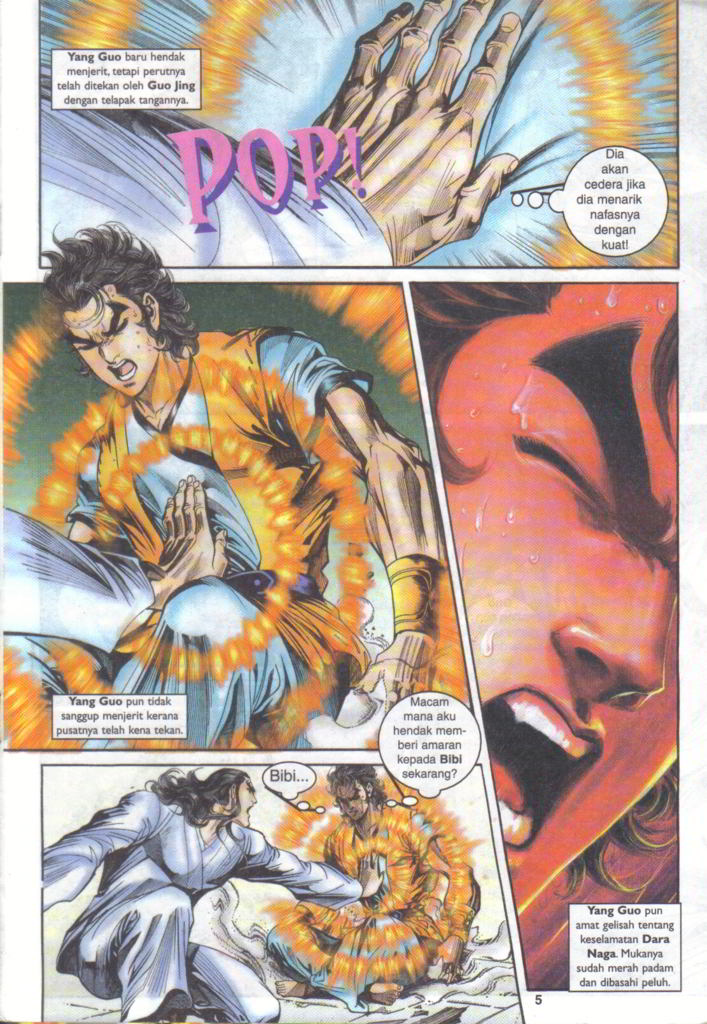 Yang Guo baru hendak
menjerit, tetapi perutnya
telah ditekan oleh Guo Jing
dengan telapak tangannya.
POP!
Dia
akan
cedera jika
dia menarik
nafasnya
dengan
kuat!
Yang Guo pun tidak
sanggup menjerit kerana
pusatnya telah kena tekan.
Macam
mana aku
hendak mem-
beri amaran
kepada Bibi
sekarang?
Bibi...
Yang Guo pun
amat gelisah tentang
keselamatan Dara
Naga. Mukanya
sudah merah padam
dan dibasahi peluh.
5